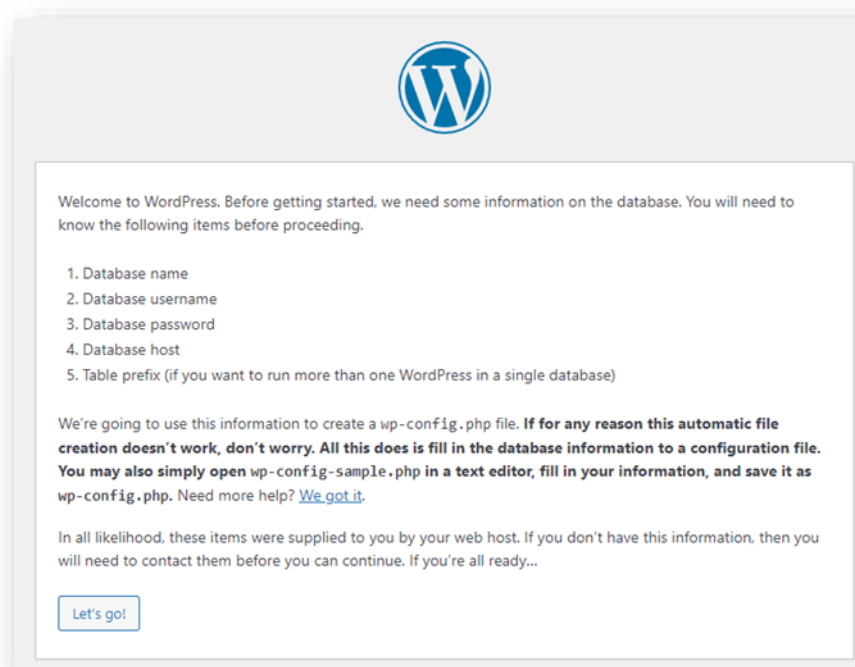 W
Welcome to WordPress. Before getting started, we need some information on the database. You will need to
know the following items before proceeding.
1. Database name
2. Database username
3. Database password
4. Database host
5. Table prefix (if you want to run more than one WordPress in a single database)
We’re going to use this information to create a wp-config.php file. If for any reason this automatic file
creation doesn’t work, don’t worry. All this does is fill in the database information to a configuration file.
You may also simply open wp-config-sample.php in a text editor, fill in your information, and save it as
wp-config.php. Need more help? We got it.
In all likelihood, these items were supplied to you by your web host. If you don’t have this information, then you
will need to contact them before you can continue. If you’re all ready…
Let’s go!